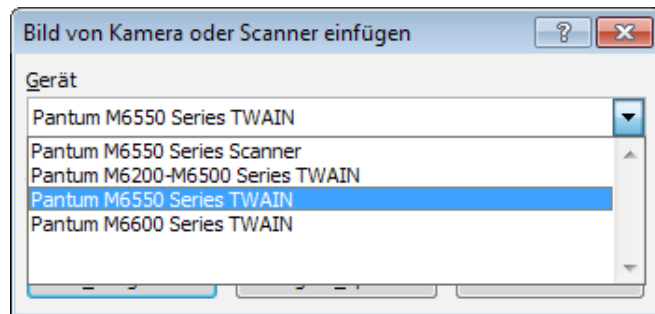 Bild von Kamera oder Scanner einfügen
Gerät
Pantum M6550 Series TWAIN
Pantum M6550 Series Scanner
Pantum M6200-M6500 Series TWAIN
Pantum M6550 Series TWAIN
Pantum M6600 Series TWAIN